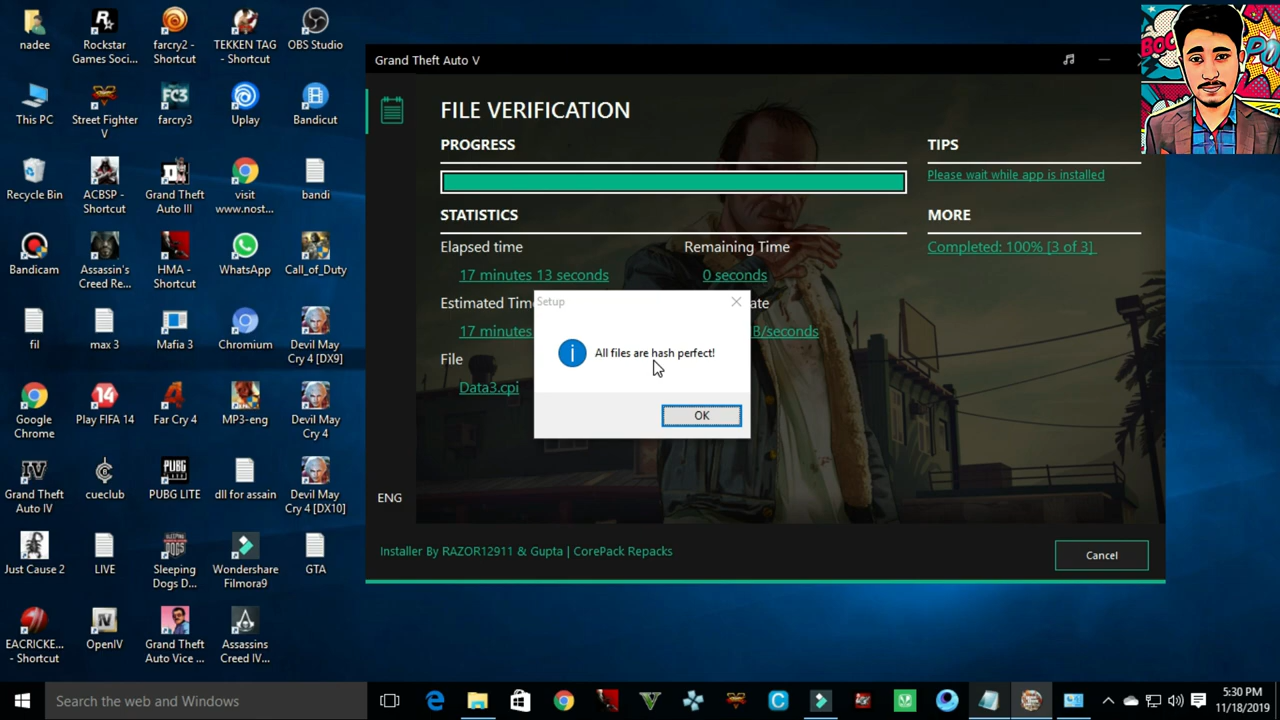 nadee
Rockstar
Games Soci...
farcry2 -
Shortcut
TEKKEN TAG
- Shortcut
OBS Studio
This PC
Street Fighter
V
farcry3
Uplay
Bandicut
Recycle Bin
ACBSP -
Shortcut
Grand Theft
Auto III
visit
www.nost...
bandi
Bandicam
Assassin's
Creed Re...
HMA -
Shortcut
WhatsApp
Call_of_Duty
fil
max 3
Mafia 3
Chromium
Devil May
Cry 4 [DX9]
Google
Chrome
Play FIFA 14
Far Cry 4
MP3-eng
Devil May
Cry 4
Grand Theft
Auto IV
cueclub
PUBG LITE
dll for assain
Devil May
Cry 4 [DX10]
Just Cause 2
LIVE
Sleeping
Dogs D...
Wondershare
Filmora9
GTA
EACRICKE...
- Shortcut
OpenIV
Grand Theft
Auto Vice ...
Assassins
Creed IV...
Grand Theft Auto V
FILE VERIFICATION
PROGRESS
STATISTICS
Elapsed time
17 minutes 13 seconds
Remaining Time
0 seconds
17 minutes
B/seconds
File
Data3.cpi
TIPS
Please wait while app is installed
MORE
Completed: 100% [3 of 3]
Setup
All files are hash perfect!
OK
ENG
Installer By RAZOR12911 & Gupta | CorePack Repacks
Cancel
Search the web and Windows
5:30 PM
11/18/2019